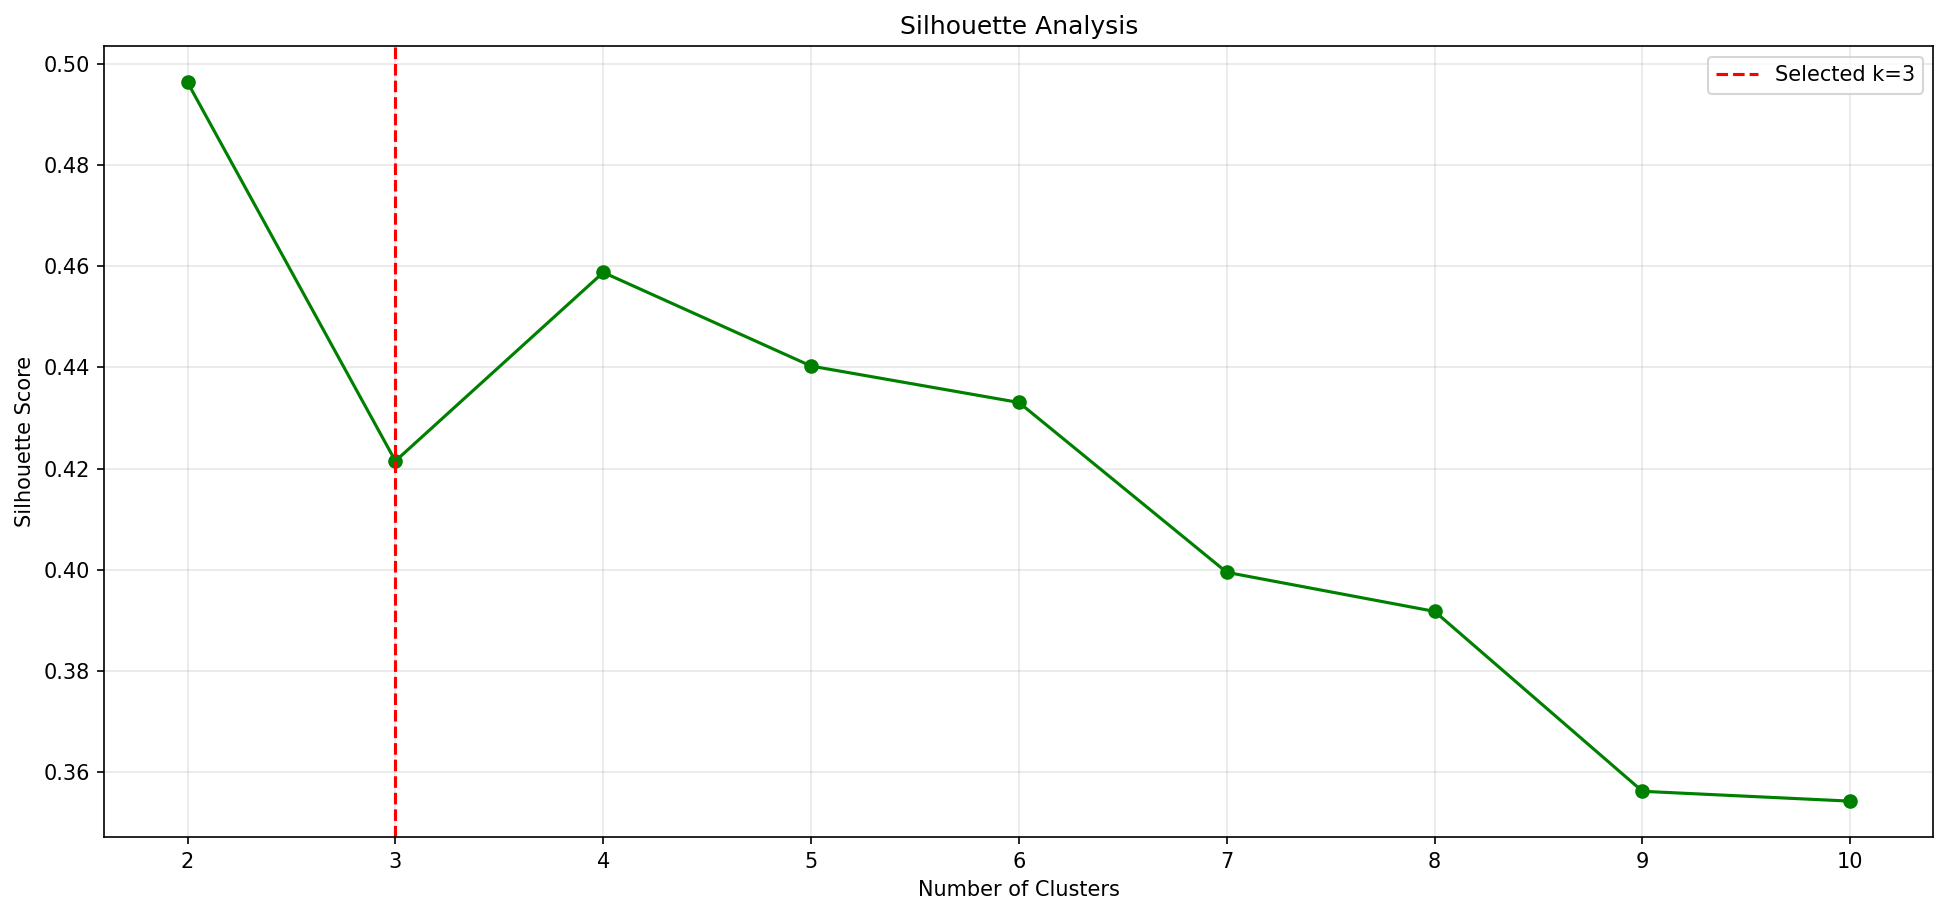 Silhouette Analysis
Selected k=3
Silhouette Score
0.50
0.48
0.46
0.44
0.42
0.40
0.38
0.36
2 3 4 5 6 7 8 9 10
Number of Clusters